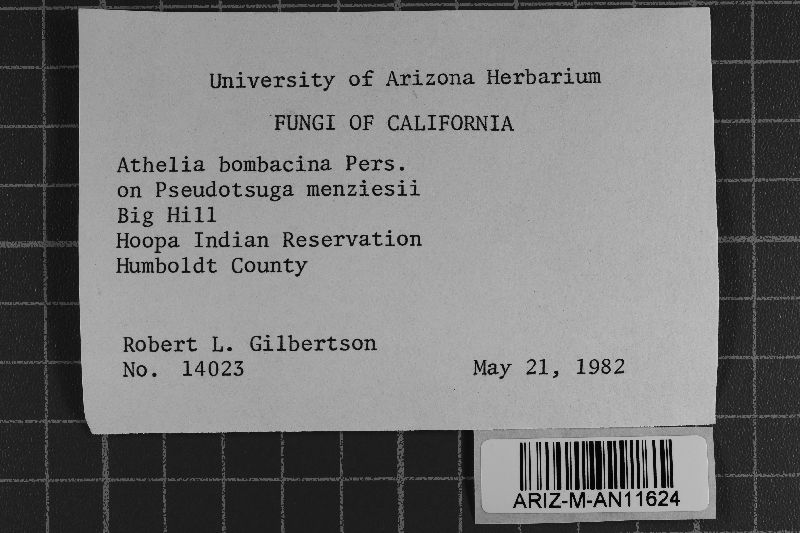 University of Arizona Herbarium
FUNGI OF CALIFORNIA
Athelia bombacina Pers.
on Pseudotsuga menziesii
Big Hill
Hoopa Indian Reservation
Humboldt County
Robert L. Gilbertson
No. 14023 May 21, 1982
ARIZ-M-AN11624